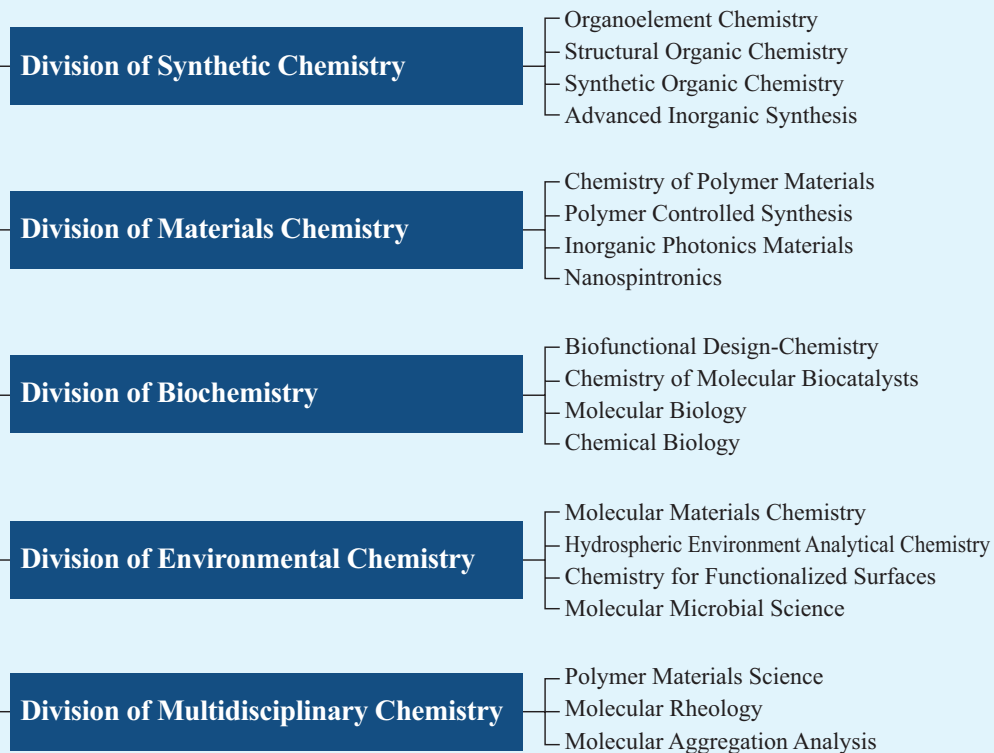 Division of Synthetic Chemistry
Organoelement Chemistry
Structural Organic Chemistry
Synthetic Organic Chemistry
Advanced Inorganic Synthesis
Division of Materials Chemistry
Chemistry of Polymer Materials
Polymer Controlled Synthesis
Inorganic Photonics Materials
Nanospintronics
Division of Biochemistry
Biofunctional Design-Chemistry
Chemistry of Molecular Biocatalysts
Molecular Biology
Chemical Biology
Division of Environmental Chemistry
Molecular Materials Chemistry
Hydrospheric Environment Analytical Chemistry
Chemistry for Functionalized Surfaces
Molecular Microbial Science
Division of Multidisciplinary Chemistry
Polymer Materials Science
Molecular Rheology
Molecular Aggregation Analysis